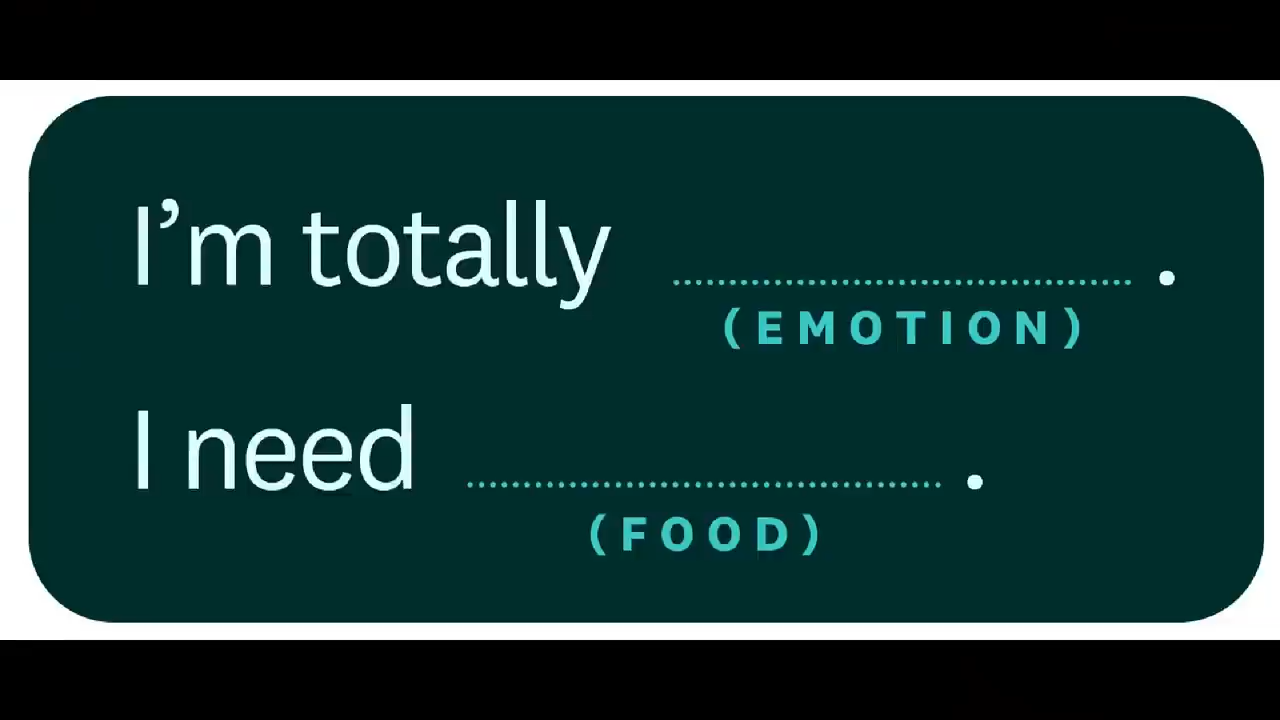 I’m totally .
(EMOTION)
I need .
(FOOD)